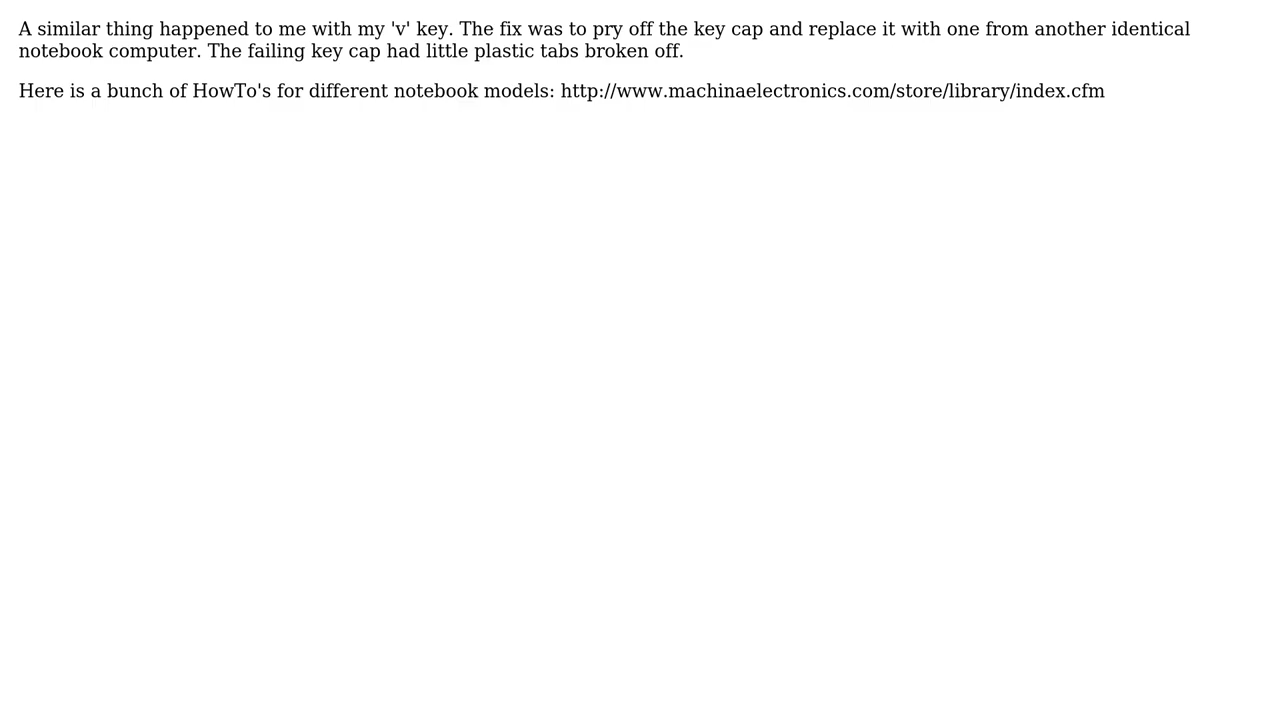 A similar thing happened to me with my 'v' key. The fix was to pry off the key cap and replace it with one from another identical
notebook computer. The failing key cap had little plastic tabs broken off.
Here is a bunch of HowTo's for different notebook models: http://www.machinaelectronics.com/store/library/index.cfm